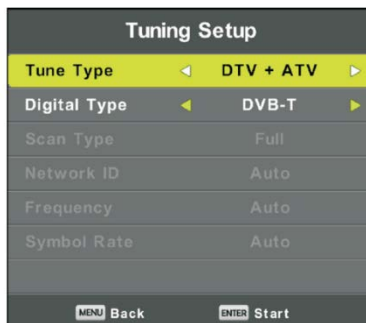 Tuning Setup
Tune Type DTV + ATV
Digital Type DVB-T
Scan Type Full
Network ID Auto
Frequency Auto
Symbol Rate Auto
MENU Back ENTER Start